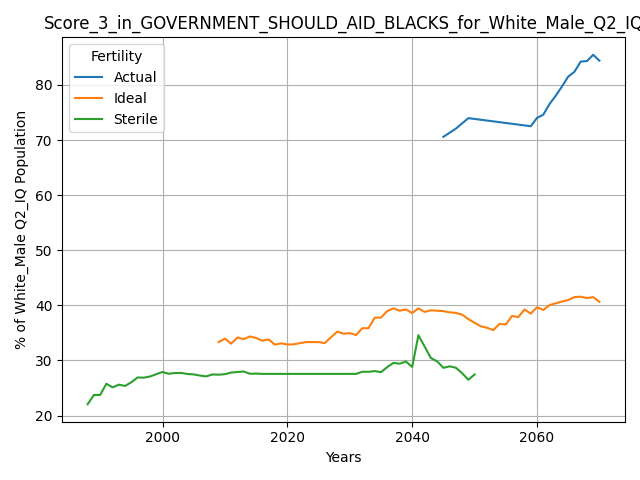 Score_3_in_GOVERNMENT_SHOULD_AID_BLACKS_for_White_Male_Q2_IQ
Fertility
Actual
Ideal
Sterile
% of White_Male Q2_IQ Population
80
70
60
50
40
30
20
2000
2020
2040
2060
Years